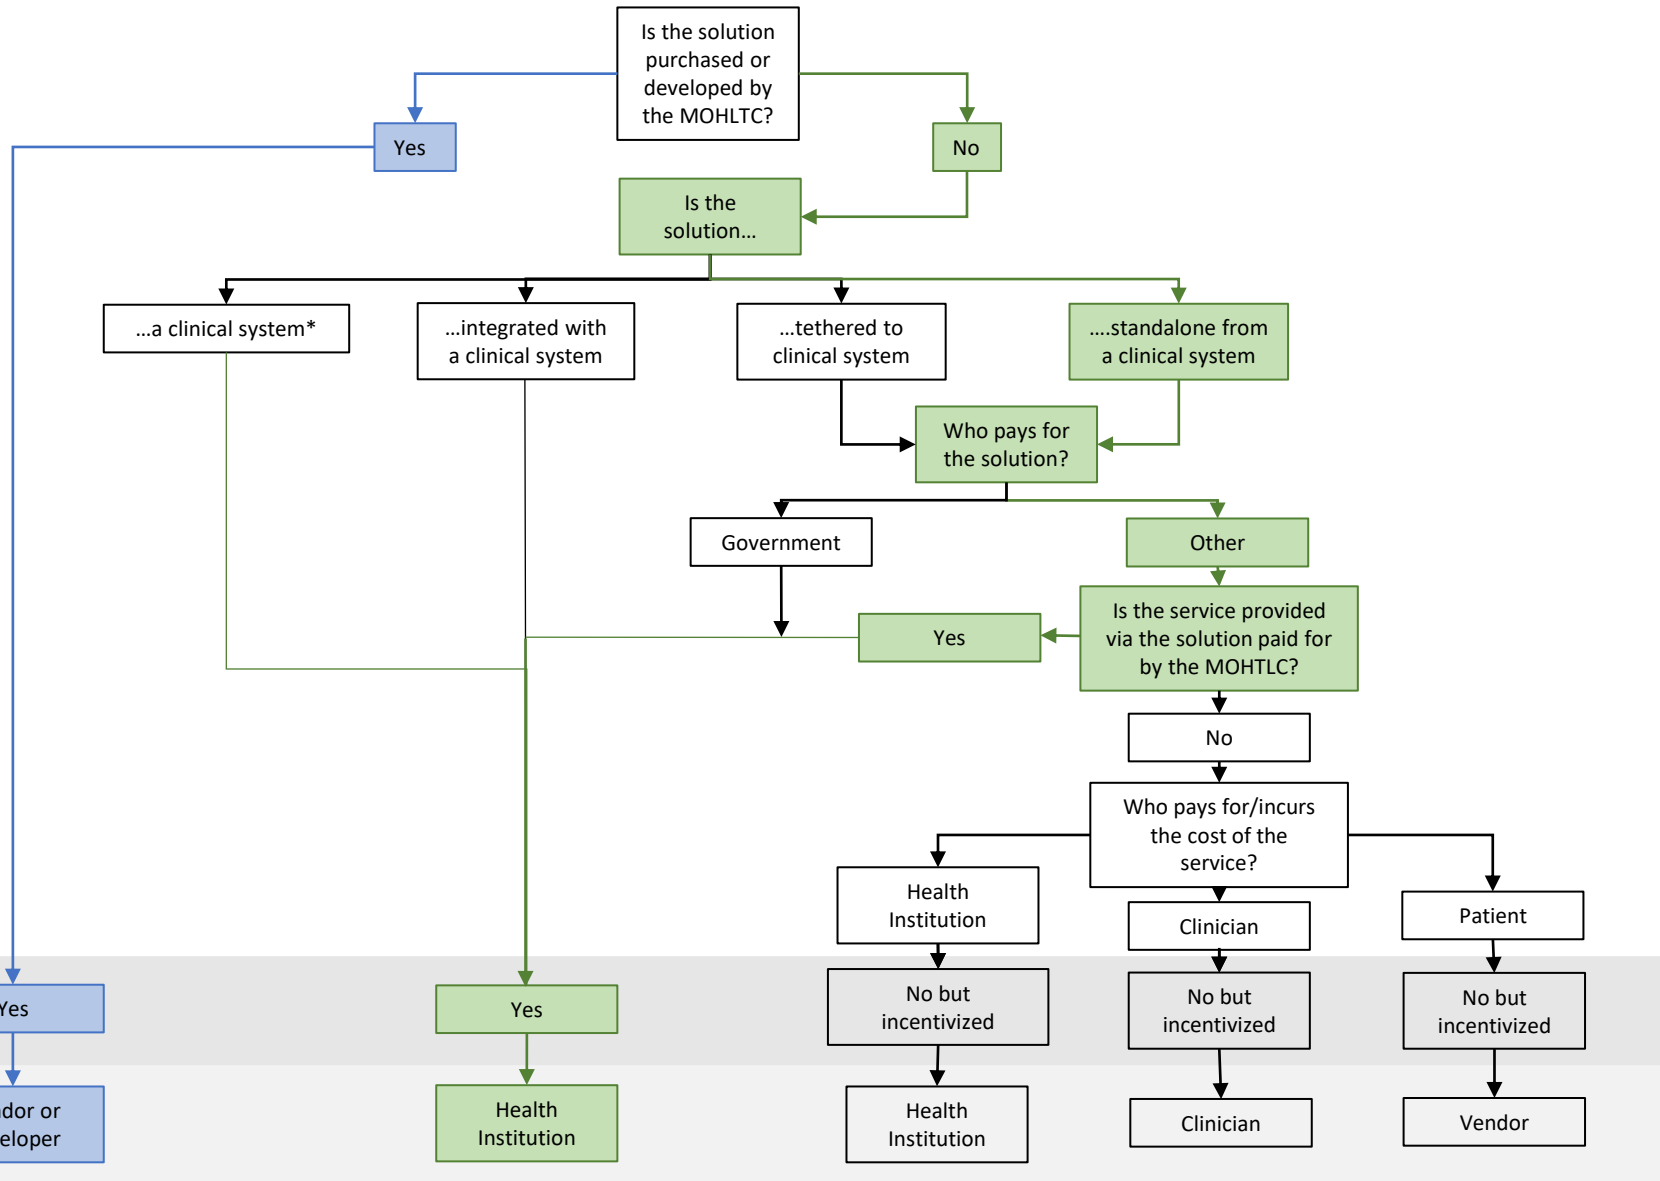 Is the solution
purchased or
developed by
the MOHLTC?
Yes
No
Is the
solution...
...a clinical system*
...integrated with
a clinical system
...tethered to
clinical system
....standalone from
a clinical system
Who pays for
the solution?
Government
Other
Yes
Is the service provided
via the solution paid for
by the MOHTLC?
No
Who pays for/incurs
the cost of the
service?
Health
Institution
Clinician
Patient
Yes
Yes
No but
incentivized
No but
incentivized
No but
incentivized
dor or
eloper
Health
Institution
Health
Institution
Clinician
Vendor